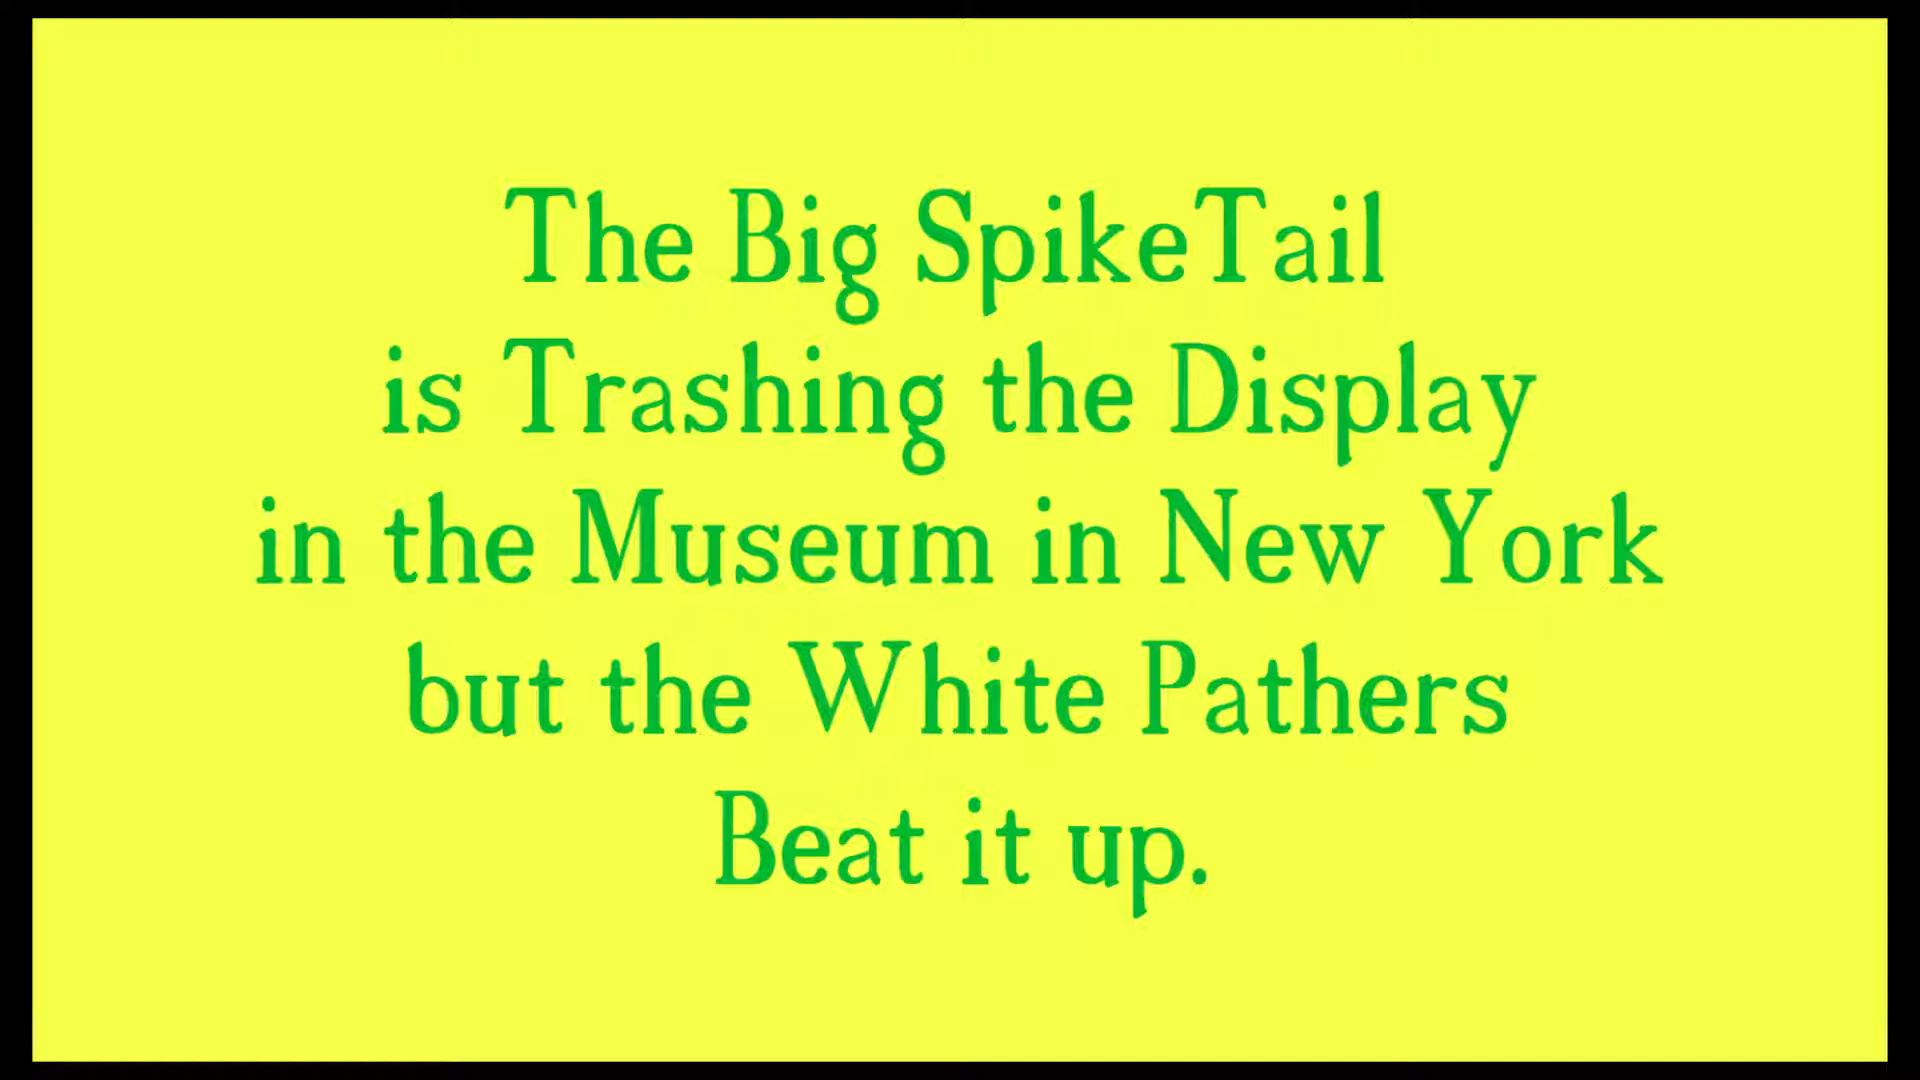 The Big SpikeTail
is Trashing the Display
in the Museum in New York
but the White Pathers
Beat it up.